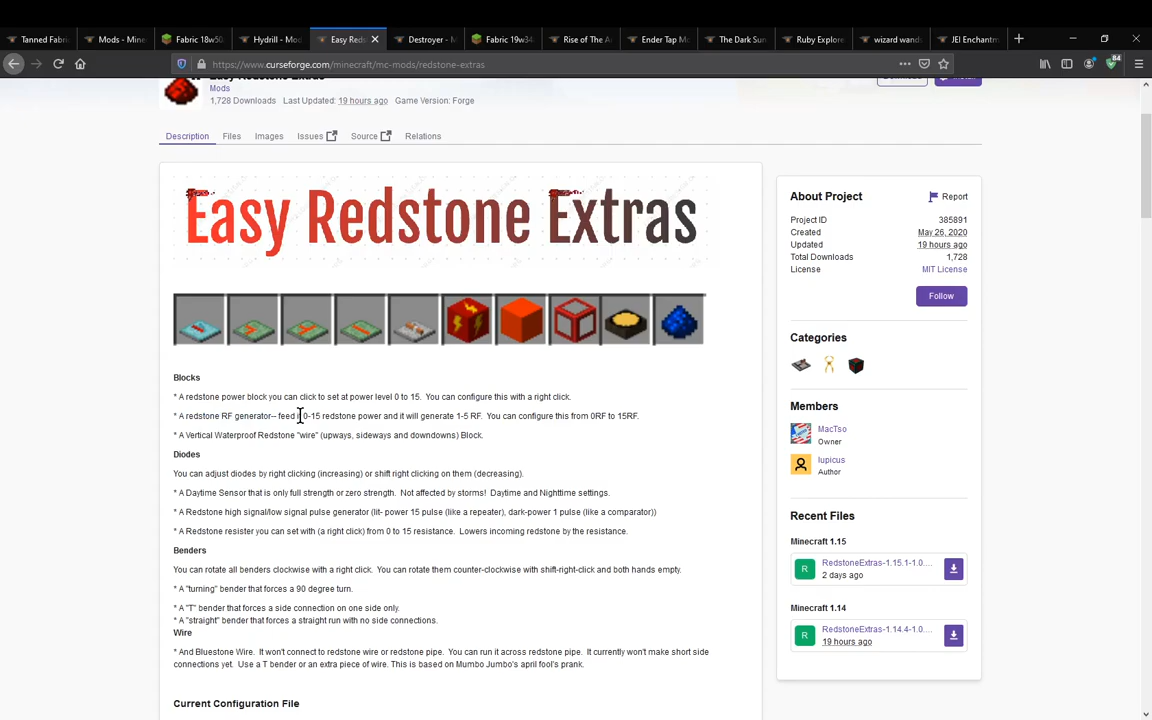 Tanned Fabri
Mods - Mine
Fabric 18w50
Hydrill - Mod
Easy Reds
Destroyer - M
Fabric 19w34
Rise of The A
Ender Tap Mo
The Dark Sun
Ruby Explore
wizard wands
JEI Enchantm
https://www.curseforge.com/minecraft/mc-mods/redstone-extras
84
Easy Redstone Extras
Mods
1,728 Downloads Last Updated: 19 hours ago Game Version: Forge
Download
Install
Description Files Images Issues Source Relations
Easy Redstone Extras
Blocks
* A redstone power block you can click to set at power level 0 to 15. You can configure this with a right click.
* A redstone RF generator-- feed it 0-15 redstone power and it will generate 1-5 RF. You can configure this from 0RF to 15RF.
* A Vertical Waterproof Redstone "wire" (upways, sideways and downdowns) Block.
Diodes
You can adjust diodes by right clicking (increasing) or shift right clicking on them (decreasing).
* A Daytime Sensor that is only full strength or zero strength. Not affected by storms! Daytime and Nighttime settings.
* A Redstone high signal/low signal pulse generator (lit- power 15 pulse (like a repeater), dark-power 1 pulse (like a comparator))
* A Redstone resister you can set with (a right click) from 0 to 15 resistance. Lowers incoming redstone by the resistance.
Benders
You can rotate all benders clockwise with a right click. You can rotate them counter-clockwise with shift-right-click and both hands empty.
* A "turning" bender that forces a 90 degree turn.
* A "T" bender that forces a side connection on one side only.
* A "straight" bender that forces a straight run with no side connections.
Wire
* And Bluestone Wire. It won't connect to redstone wire or redstone pipe. You can run it across redstone pipe. It currently won't make short side
connections yet. Use a T bender or an extra piece of wire. This is based on Mumbo Jumbo's april fool's prank.
Current Configuration File
About Project
Report
Project ID 385891
Created May 26, 2020
Updated 19 hours ago
Total Downloads 1,728
License MIT License
Follow
Categories
Members
MacTso
Owner
lupicus
Author
Recent Files
Minecraft 1.15
R
RedstoneExtras-1.15.1-1.0....
2 days ago
Minecraft 1.14
R
RedstoneExtras-1.14.4-1.0....
19 hours ago